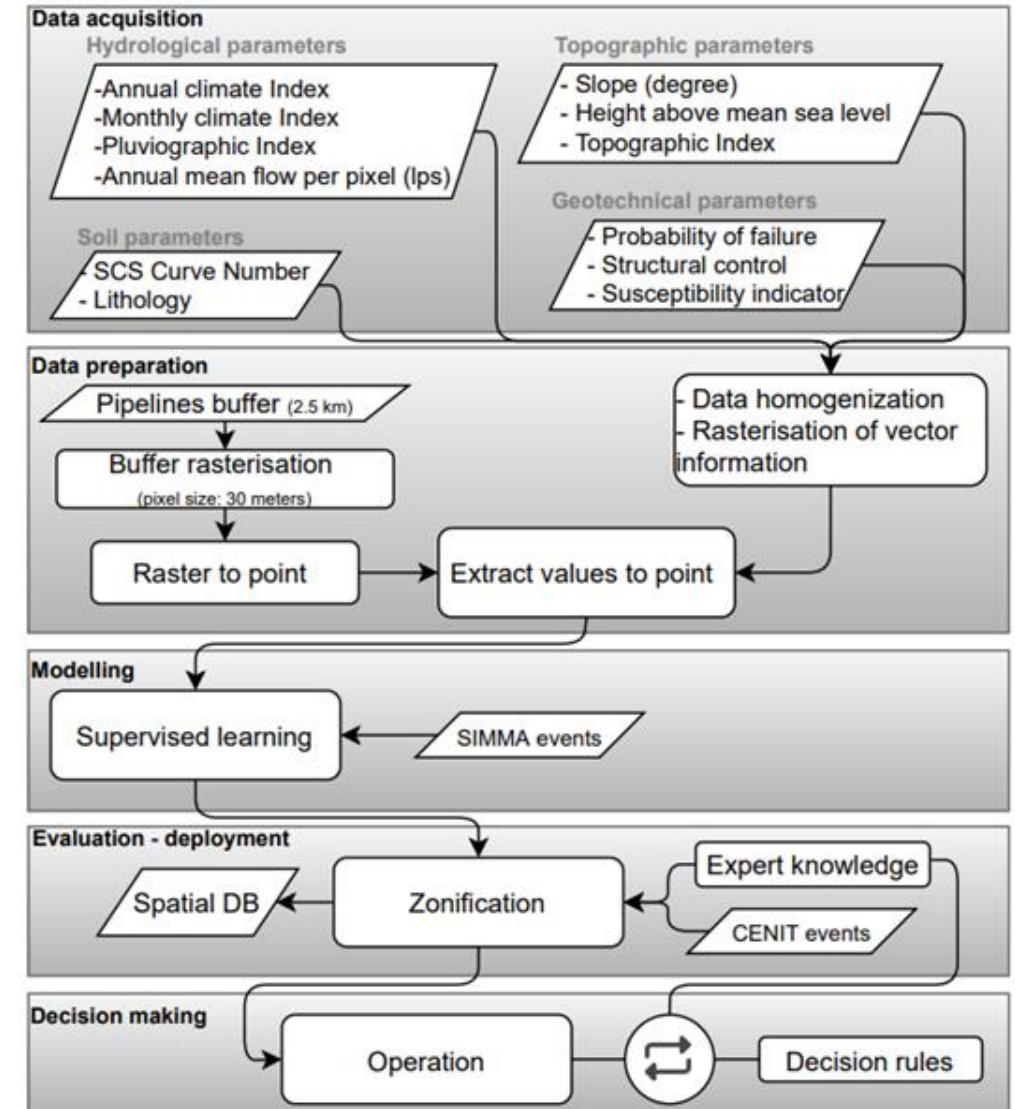 Data acquisition
Hydrological parameters
-Annual climate Index
-Monthly climate Index
-Pluviographic Index
-Annual mean flow per pixel (lps)
Topographic parameters
- Slope (degree)
- Height above mean sea level
- Topographic Index
Soil parameters
- SCS Curve Number
- Lithology
Geotechnical parameters
- Probability of failure
- Structural control
- Susceptibility indicator
Data preparation
Pipelines buffer (2.5 km)
Buffer rasterisation
(pixel size: 30 meters)
Raster to point
- Data homogenization
- Rasterisation of vector
information
Extract values to point
Modelling
Supervised learning
SIMMA events
Evaluation - deployment
Spatial DB
Zonification
Expert knowledge
CENIT events
Decision making
Operation
Decision rules